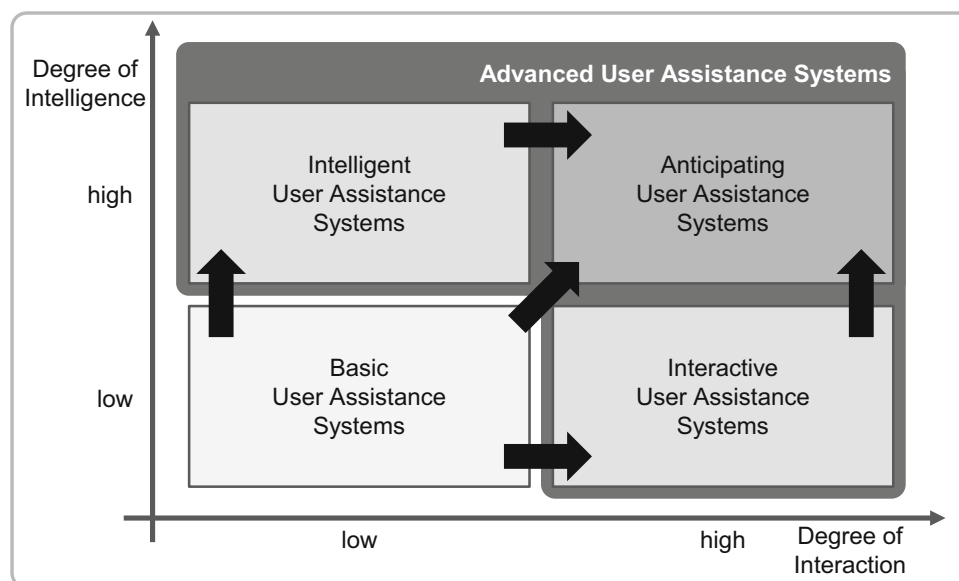 Degree of
Intelligence
Advanced User Assistance Systems
high
Intelligent
User Assistance
Systems
Anticipating
User Assistance
Systems
low
Basic
User Assistance
Systems
Interactive
User Assistance
Systems
low
high
Degree of
Interaction